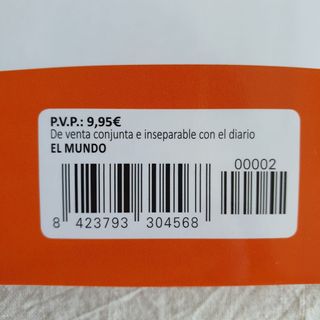 P.V.P.: 9,95€
De venta conjunta e inseparable con el diario
EL MUNDO
00002
8 423793 304568